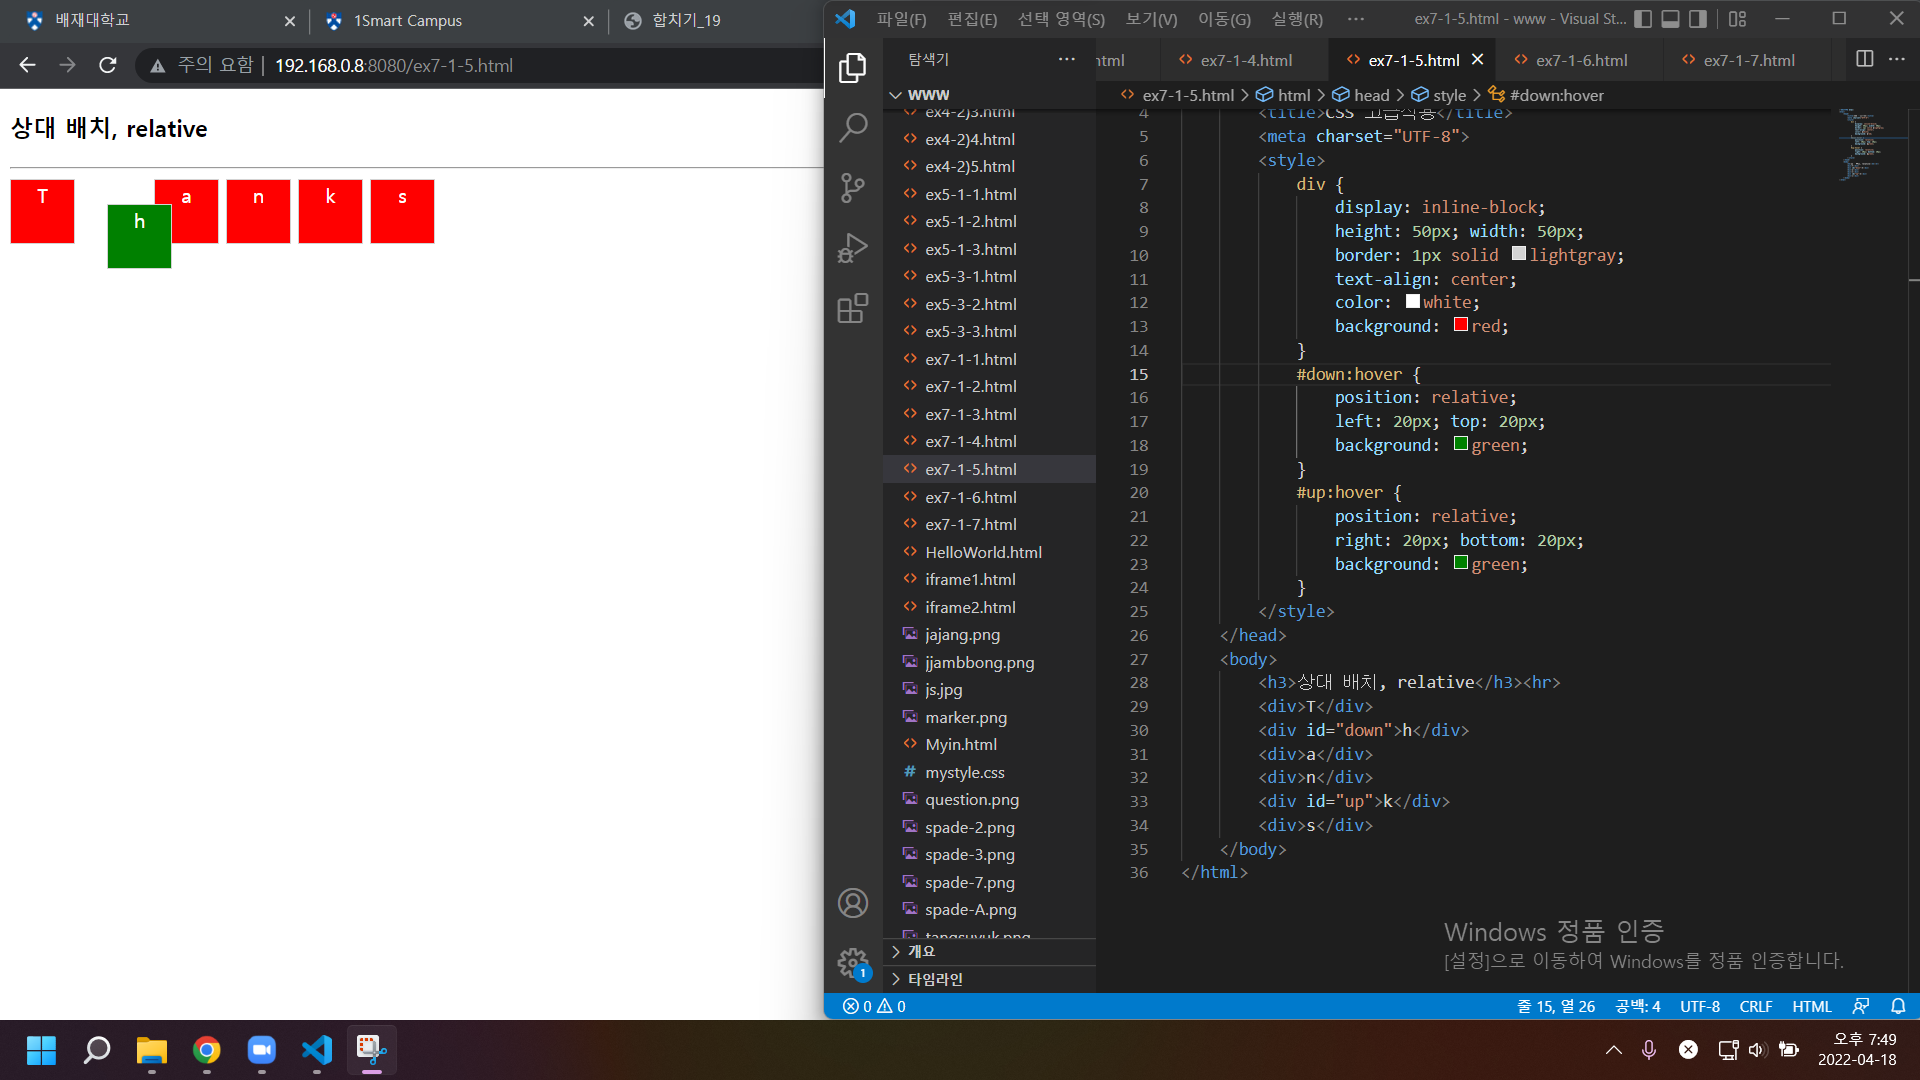 배재대학교
1Smart Campus
합치기_19
주의 요함
192.168.0.8:8080/ex7-1-5.html
상대 배치, relative
T
h
a
n
k
s
파일(F) 편집(E) 선택 영역(S) 보기(V) 이동(G) 실행(R) ···
ex7-1-5.html - www - Visual St...
탐색기
html
ex7-1-4.html
ex7-1-5.html
ex7-1-6.html
ex7-1-7.html
ex7-1-5.html > html > head > style > #down:hover
WWW
ex4-2)3.html
ex4-2)4.html
ex4-2)5.html
ex5-1-1.html
ex5-1-2.html
ex5-1-3.html
ex5-3-1.html
ex5-3-2.html
ex5-3-3.html
ex7-1-1.html
ex7-1-2.html
ex7-1-3.html
ex7-1-4.html
ex7-1-5.html
ex7-1-6.html
ex7-1-7.html
HelloWorld.html
iframe1.html
iframe2.html
jajang.png
jjambbong.png
js.jpg
marker.png
Myin.html
mystyle.css
question.png
spade-2.png
spade-3.png
spade-7.png
spade-A.png
tangsuyuk.png
개요
타임라인
4 <title>CSS 고급활용</title>
5 <meta charset="UTF-8">
6 <style>
7 div {
8 display: inline-block;
9 height: 50px; width: 50px;
10 border: 1px solid lightgray;
11 text-align: center;
12 color: white;
13 background: red;
14 }
15 #down:hover {
16 position: relative;
17 left: 20px; top: 20px;
18 background: green;
19 }
20 #up:hover {
21 position: relative;
22 right: 20px; bottom: 20px;
23 background: green;
24 }
25 </style>
26 </head>
27 <body>
28 <h3>상대 배치, relative</h3><hr>
29 <div>T</div>
30 <div id="down">h</div>
31 <div>a</div>
32 <div>n</div>
33 <div id="up">k</div>
34 <div>s</div>
35 </body>
36 </html>
Windows 정품 인증
[설정]으로 이동하여 Windows를 정품 인증합니다.
1
0 0
줄 15, 열 26 공백: 4 UTF-8 CRLF HTML
오후 7:49
2022-04-18